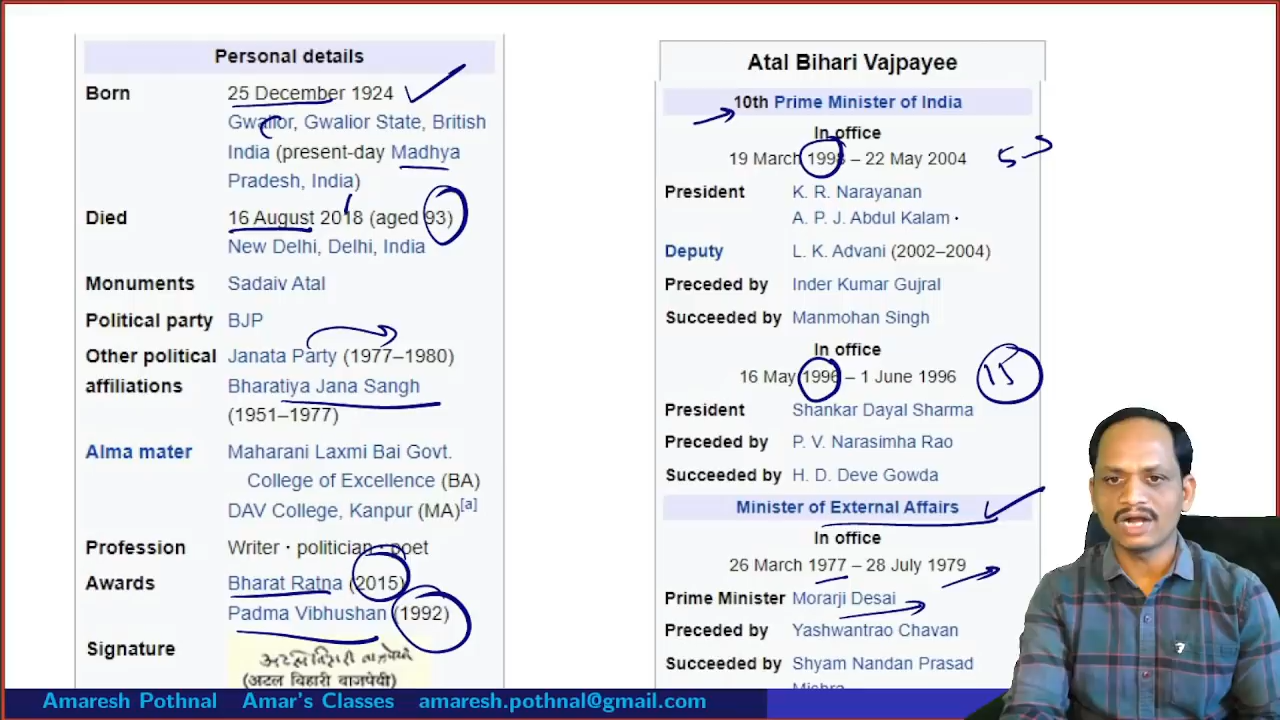 Personal details
Born 25 December 1924
Gwalior, Gwalior State, British
India (present-day Madhya
Pradesh, India)
Died 16 August 2018 (aged 93)
New Delhi, Delhi, India
Monuments Sadaiv Atal
Political party BJP
Other political Janata Party (1977–1980)
affiliations Bharatiya Jana Sangh
(1951–1977)
Alma mater Maharani Laxmi Bai Govt.
College of Excellence (BA)
DAV College, Kanpur (MA)[a]
Profession Writer · politician · poet
Awards Bharat Ratna (2015)
Padma Vibhushan (1992)
Signature
(अटल बिहारी वाजपेयी)
Atal Bihari Vajpayee
10th Prime Minister of India
In office
19 March 1998 – 22 May 2004 5
President K. R. Narayanan
A. P. J. Abdul Kalam
Deputy L. K. Advani (2002–2004)
Preceded by Inder Kumar Gujral
Succeeded by Manmohan Singh
In office
16 May 1996 – 1 June 1996 15
President Shankar Dayal Sharma
Preceded by P. V. Narasimha Rao
Succeeded by H. D. Deve Gowda
Minister of External Affairs
In office
26 March 1977 – 28 July 1979
Prime Minister Morarji Desai
Preceded by Yashwantrao Chavan
Succeeded by Shyam Nandan Prasad
Mishra
Amaresh Pothnal Amar's Classes amaresh.pothnal@gmail.com